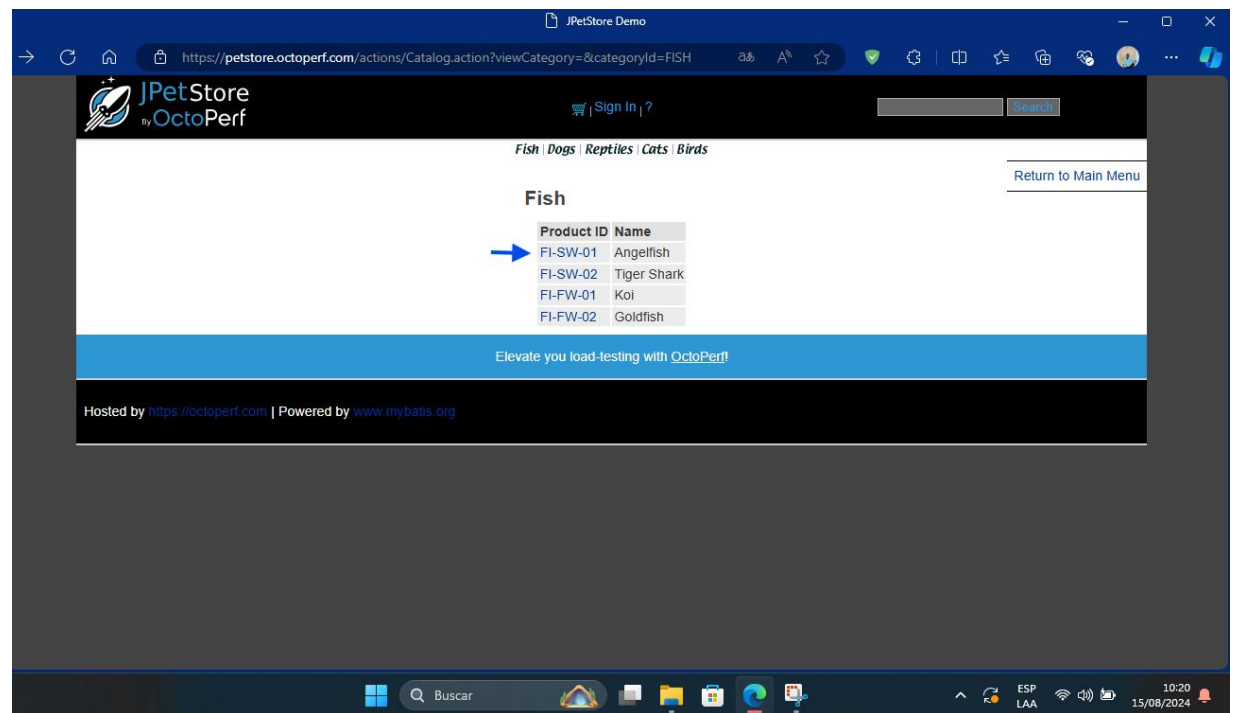 JPetStore Demo
https://petstore.octoperf.com/actions/Catalog.action?viewCategory=&categoryId=FISH
JPetStore
By OctoPerf
Sign In | ?
Search
Fish | Dogs | Reptiles | Cats | Birds
Return to Main Menu
Fish
Product ID Name
FI-SW-01 Angelfish
FI-SW-02 Tiger Shark
FI-FW-01 Koi
FI-FW-02 Goldfish
Elevate you load-testing with OctoPerf!
Hosted by https://octoperf.com | Powered by www.mybatis.org
Buscar
ESP
LAA
10:20
15/08/2024